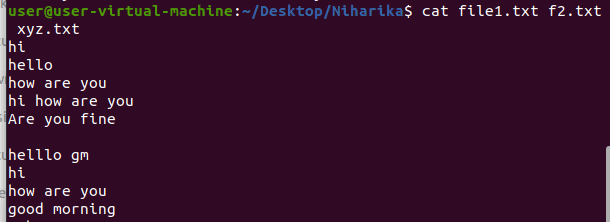 user@user-virtual-machine:~/Desktop/Niharika$ cat file1.txt f2.txt
xyz.txt
hi
hello
how are you
hi how are you
Are you fine
helllo gm
hi
how are you
good morning